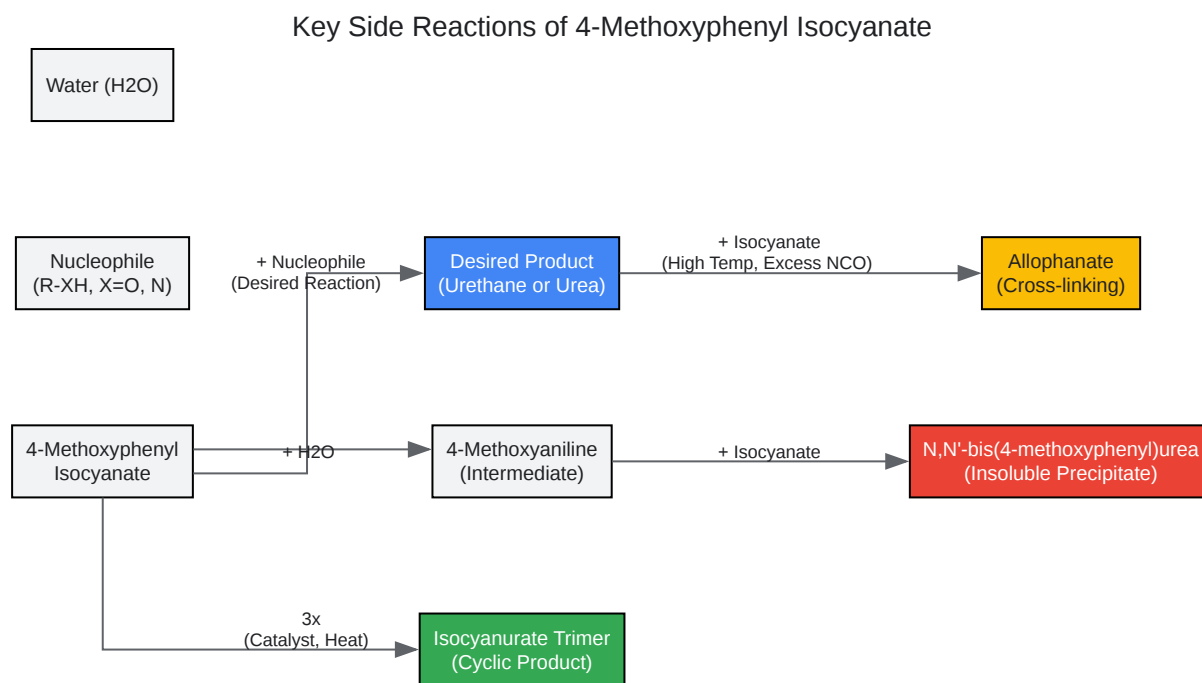 Key Side Reactions of 4-Methoxyphenyl Isocyanate
Water (H2O)
Nucleophile
(R-XH, X=O, N)
+ Nucleophile
(Desired Reaction)
Desired Product
(Urethane or Urea)
+ Isocyanate
(High Temp, Excess NCO)
Allophanate
(Cross-linking)
4-Methoxyphenyl
Isocyanate
+ H2O
4-Methoxyaniline
(Intermediate)
+ Isocyanate
N,N'-bis(4-methoxyphenyl)urea
(Insoluble Precipitate)
3x
(Catalyst, Heat)
Isocyanurate Trimer
(Cyclic Product)